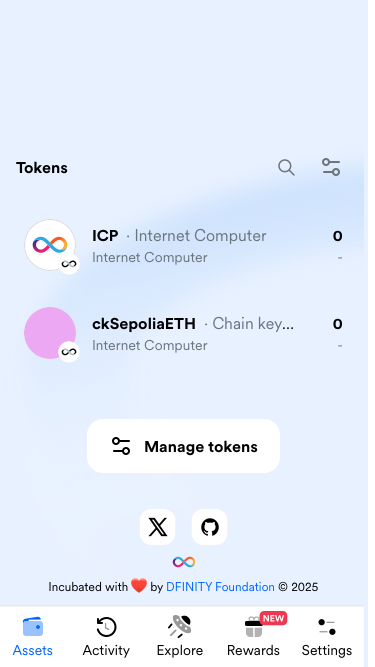 Tokens
ICP · Internet Computer 0
Internet Computer -
ckSepoliaETH · Chain key... 0
Internet Computer -
Manage tokens
Incubated with ❤️ by DFINITY Foundation © 2025
NEW
Assets Activity Explore Rewards Settings